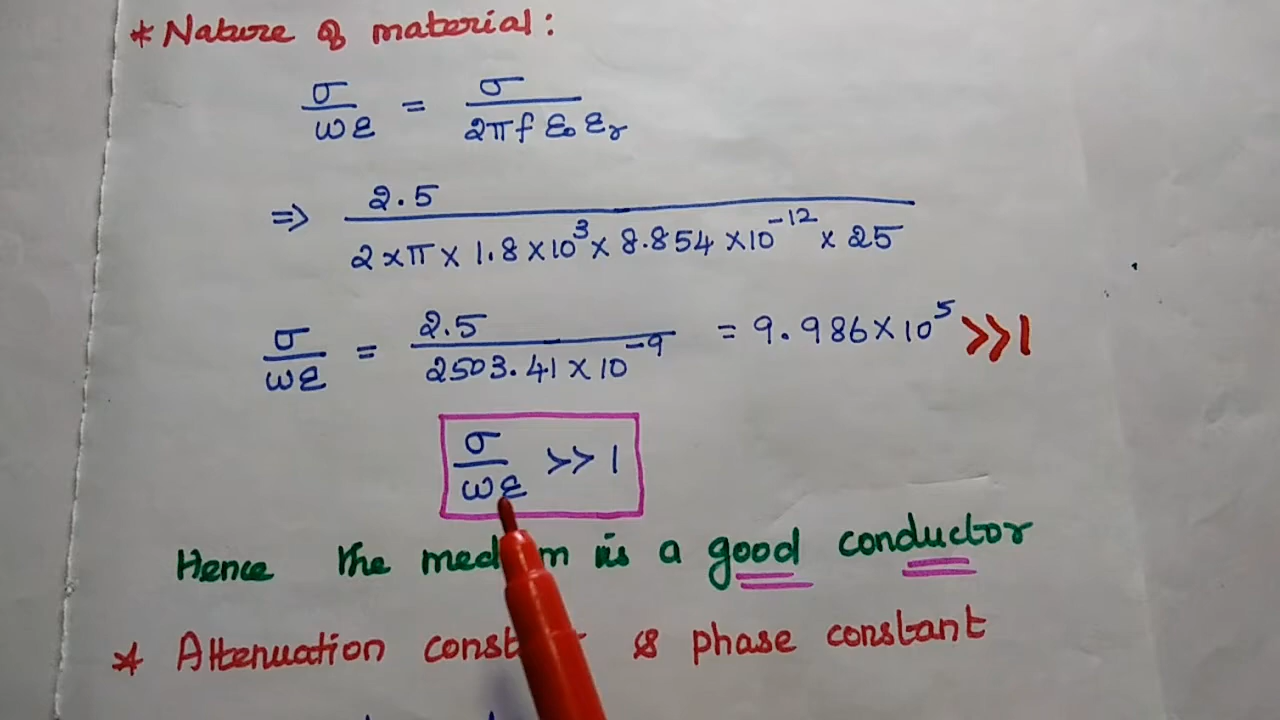 * Nature of material:
σ/ωε = σ/2πf ε₀ εᵣ
=> 2.5/2×π×1.8×10³×8.854×10⁻¹²×25
σ/ωε = 2.5/2503.41×10⁻⁹ = 9.986×10⁵ >>1
σ/ωε >> 1
Hence the is a good conductor
* Attenuation & phase constant